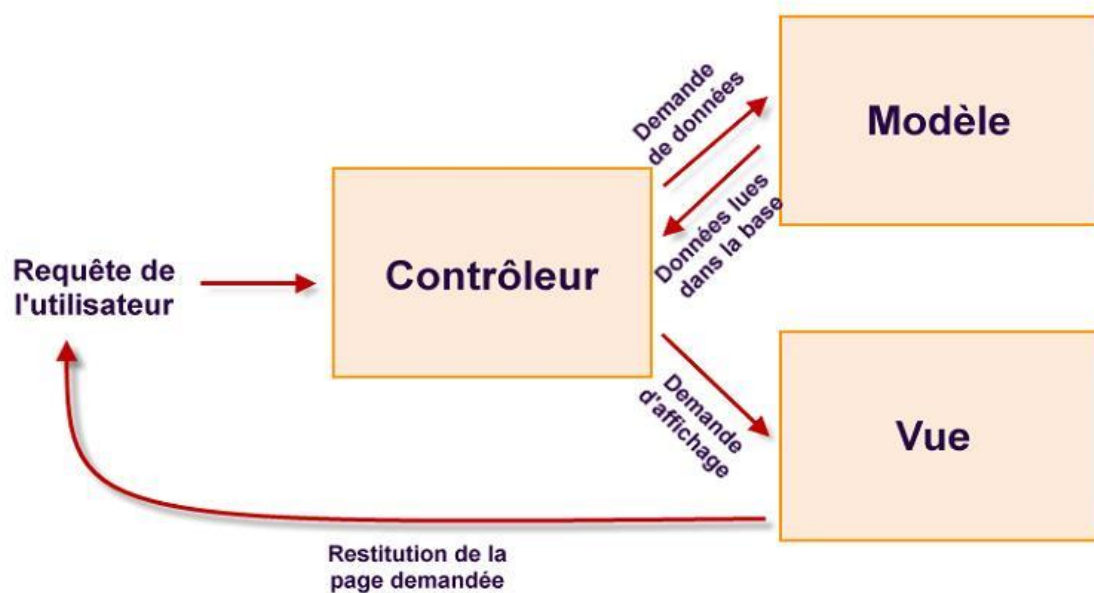 Demande
de données
Modèle
Données lues
dans la base
Requête de
l'utilisateur
Contrôleur
Demande
d'affichage
Vue
Restitution de la
page demandée